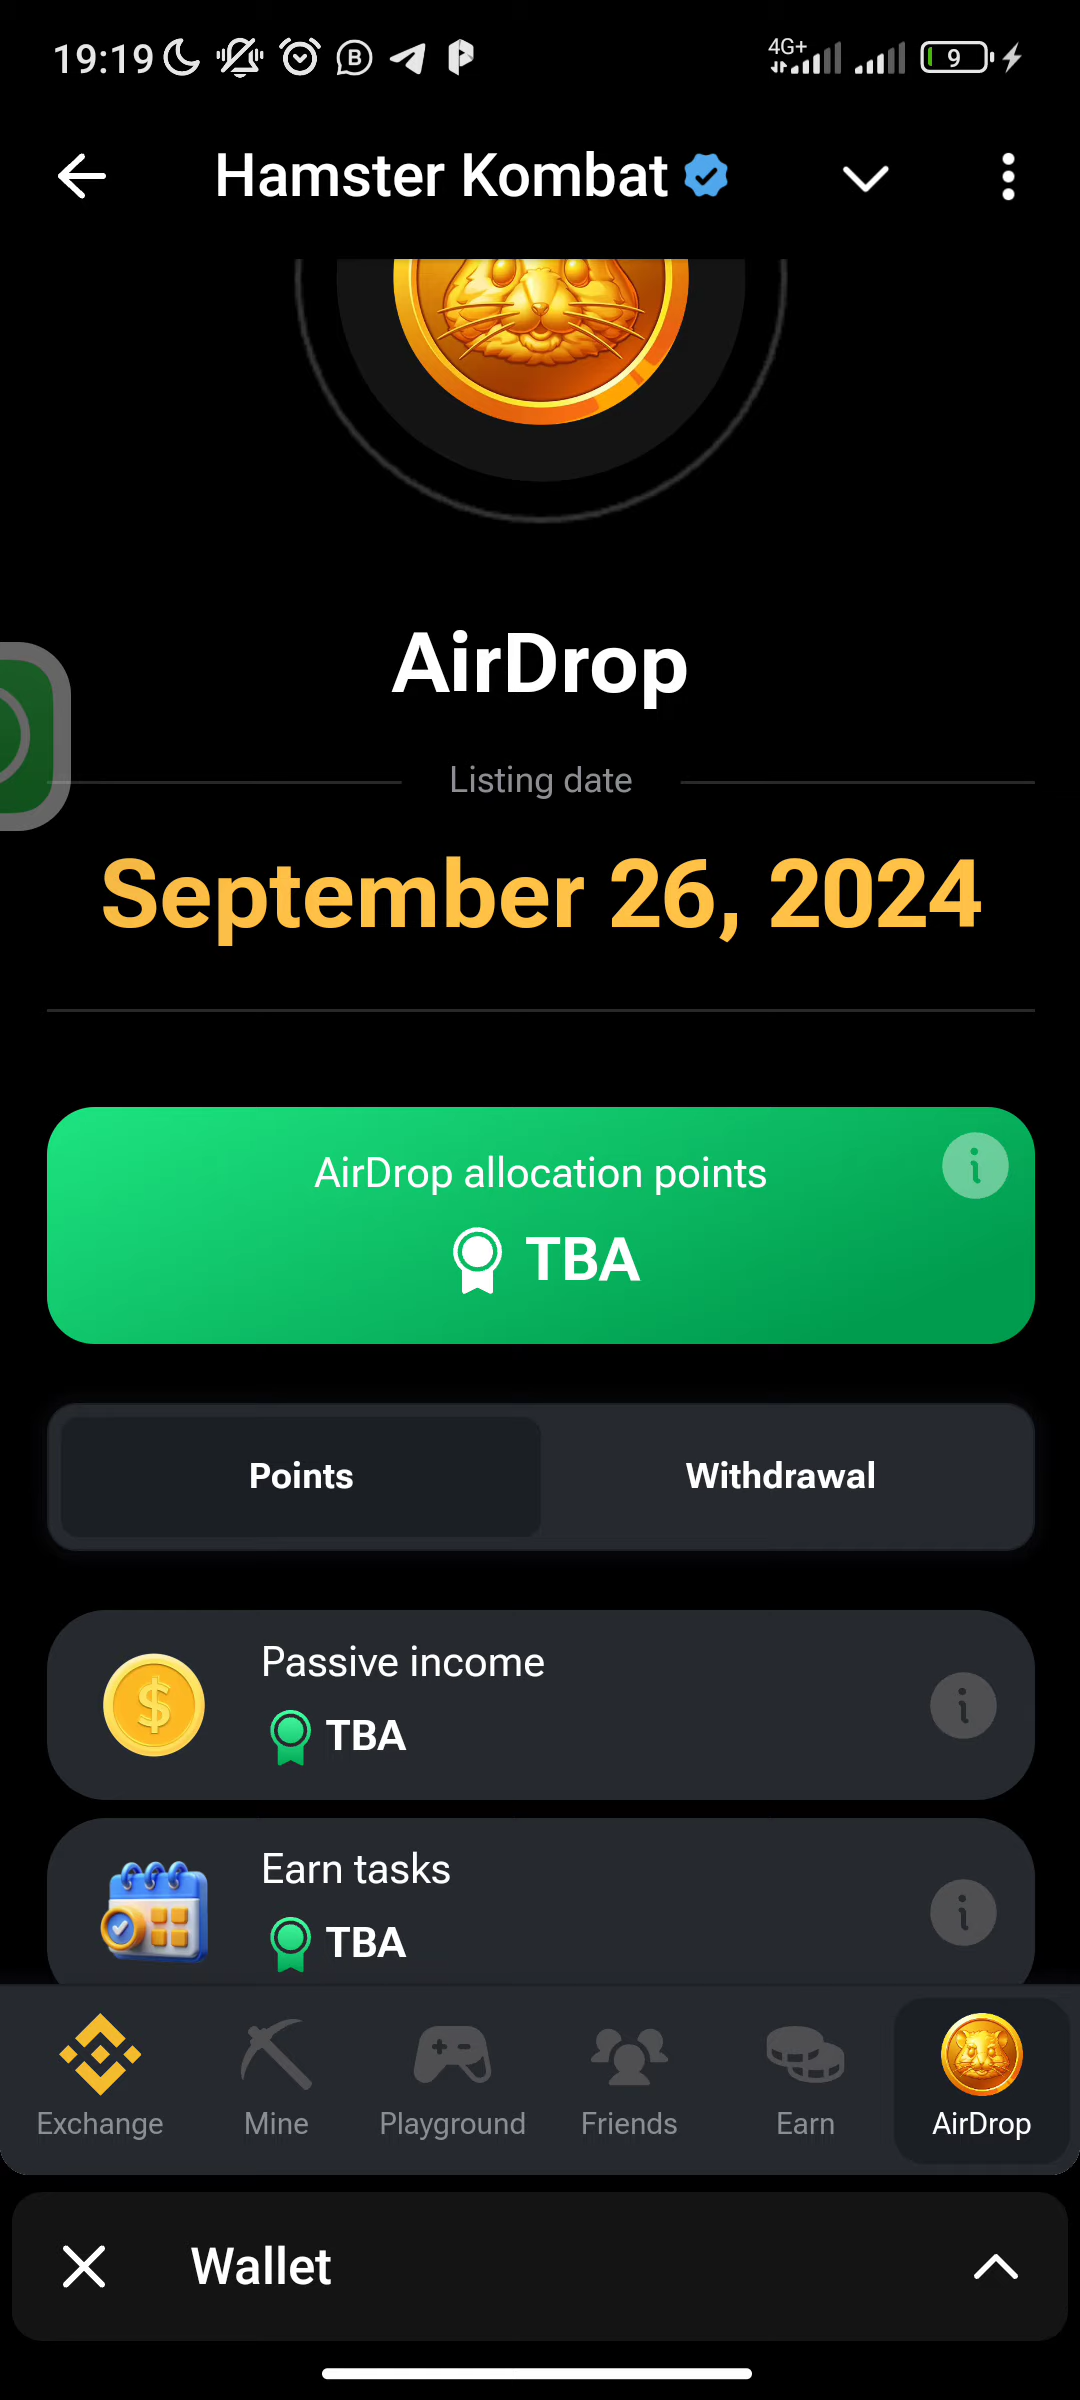 19:19
4G+
9
Hamster Kombat
AirDrop
Listing date
September 26, 2024
AirDrop allocation points
TBA
Points
Withdrawal
Passive income
TBA
Earn tasks
TBA
Exchange
Mine
Playground
Friends
Earn
AirDrop
Wallet